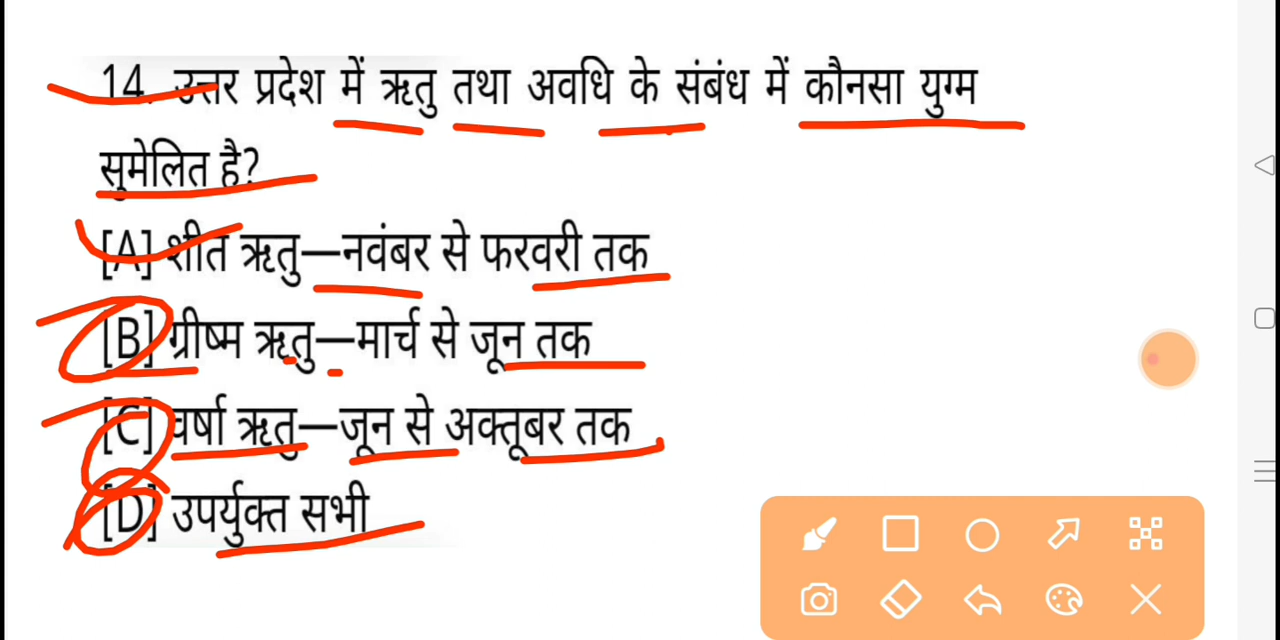 14. उत्तर प्रदेश में ऋतु तथा अवधि के संबंध में कौनसा युग्म
सुमेलित है?
[A] शीत ऋतु—नवंबर से फरवरी तक
[B] ग्रीष्म ऋतु—मार्च से जून तक
[C] वर्षा ऋतु—जून से अक्तूबर तक
[D] उपर्युक्त सभी